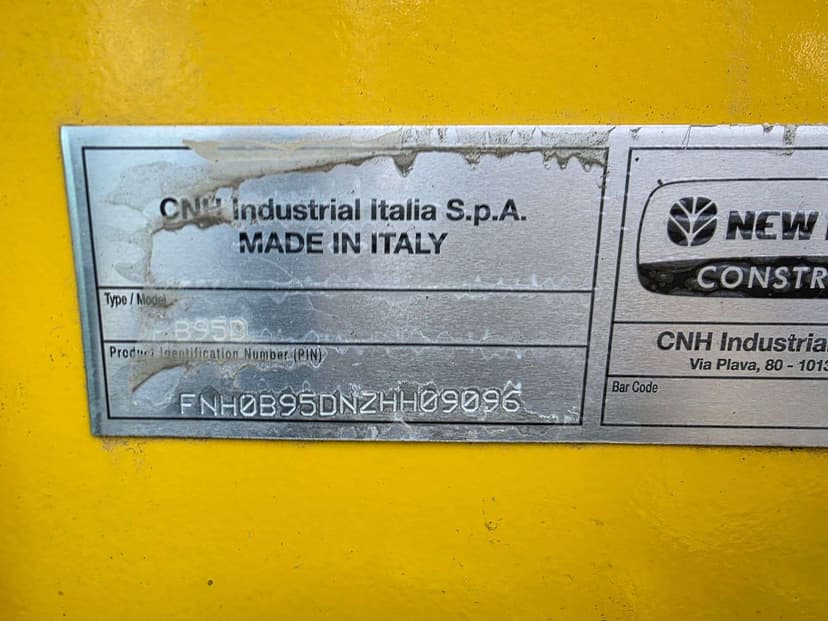 CNH Industrial Italia S.p.A.
MADE IN ITALY
Type / Model
B95D
Product Identification Number (PIN)
FNH0B95DNZHH09096
NEW
CONSTR
CNH Industrial
Via Plava, 80 - 1013
Bar Code